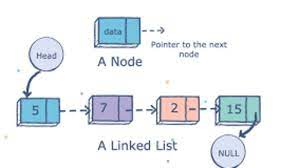 data
Pointer to the next
node
Head
A Node
5
7
2
15
A Linked List
NULL